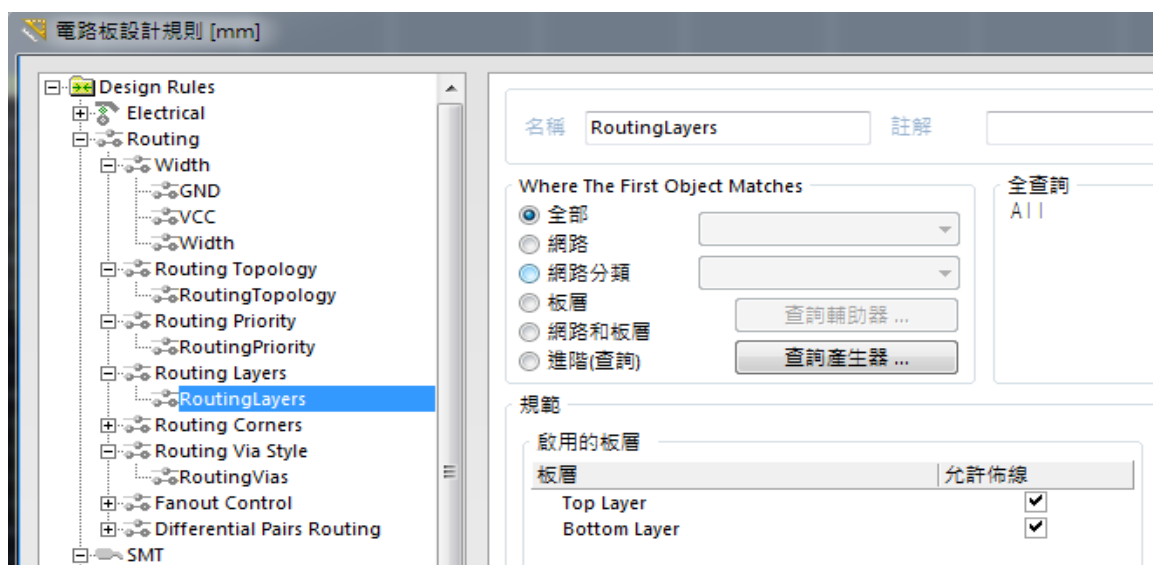 電路板設計規則 [mm]
Design Rules
Electrical
Routing
Width
GND
VCC
Width
Routing Topology
RoutingTopology
Routing Priority
RoutingPriority
Routing Layers
RoutingLayers
Routing Corners
Routing Via Style
RoutingVias
Fanout Control
Differential Pairs Routing
SMT
名稱 RoutingLayers 註解
Where The First Object Matches
全部
網路
網路分類
板層
網路和板層
進階(查詢)
查詢輔助器 ...
查詢產生器 ...
全查詢
All
規範
啟用的板層
板層 允許佈線
Top Layer
Bottom Layer